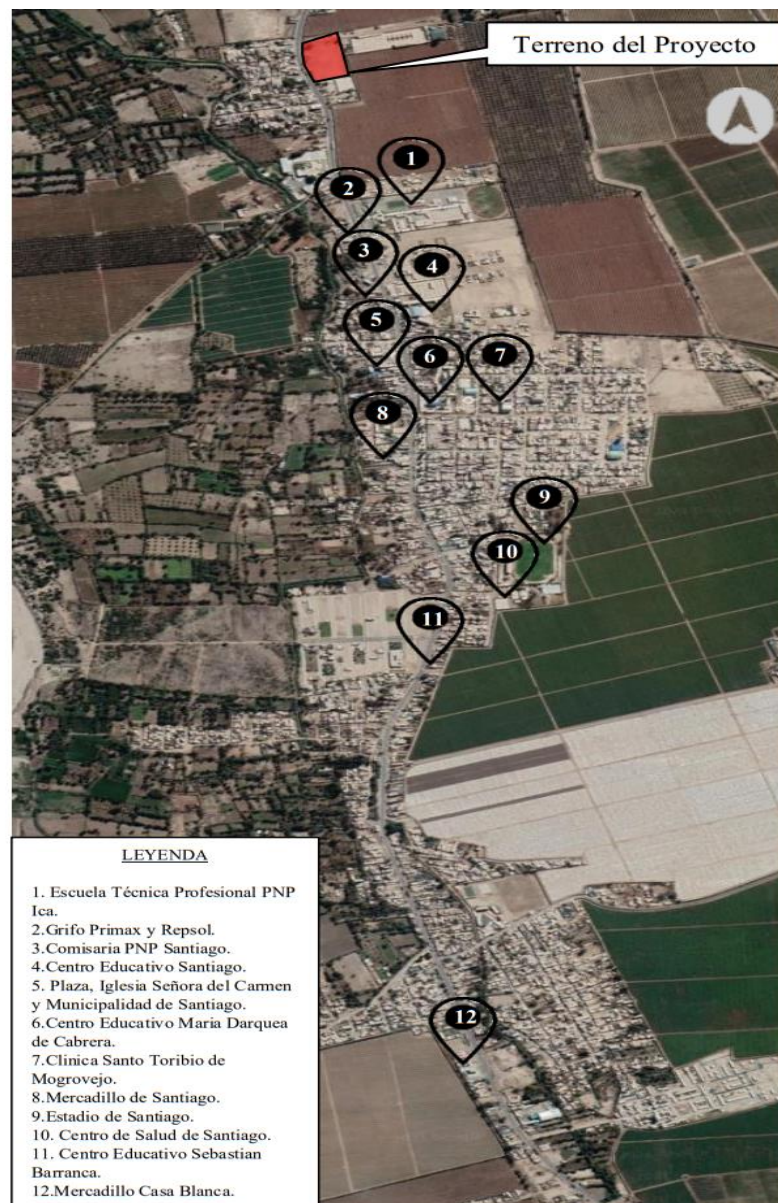 Terreno del Proyecto
1
2
3
4
5
6
7
8
9
10
11
12
LEYENDA
1. Escuela Técnica Profesional PNP
Ica.
2.Grifo Primax y Repsol.
3.Comisaria PNP Santiago.
4.Centro Educativo Santiago.
5. Plaza, Iglesia Señora del Carmen
y Municipalidad de Santiago.
6.Centro Educativo Maria Darquea
de Cabrera.
7.Clinica Santo Toribio de
Mogrovejo.
8.Mercadillo de Santiago.
9.Estadio de Santiago.
10. Centro de Salud de Santiago.
11. Centro Educativo Sebastian
Barranca.
12.Mercadillo Casa Blanca.